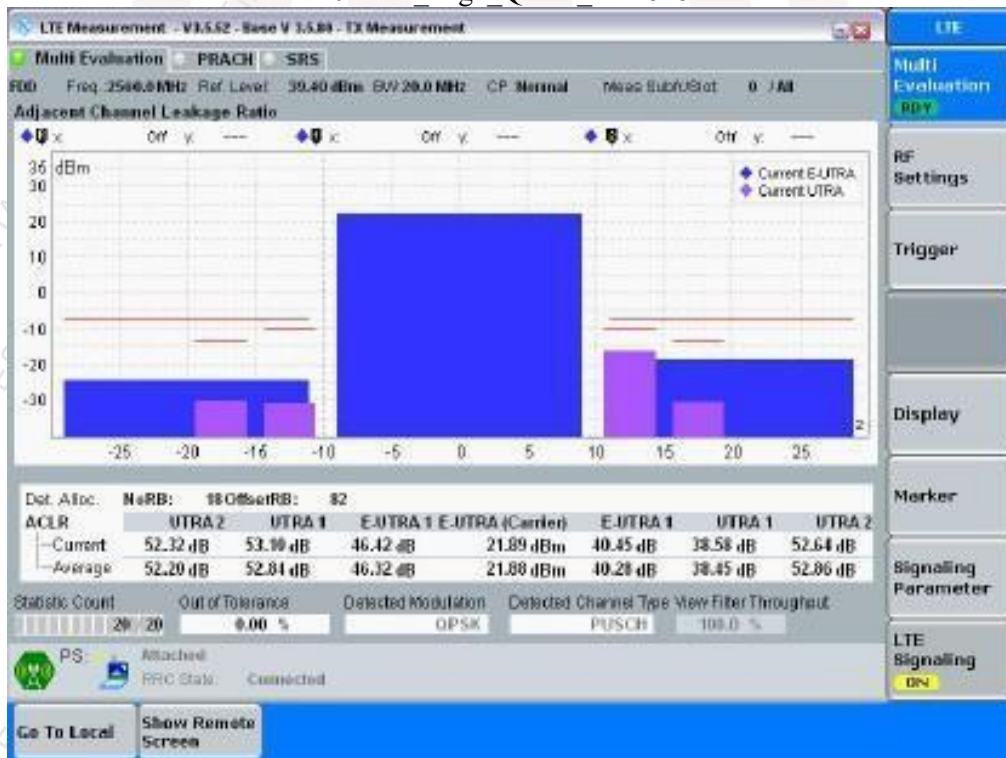 LTE Measurement - V3.5.52 - Base V 3.5.80 - TX Measurement
LTE
Multi Evaluation PRACH SRS
Multi Evaluation RDY
FDD Freq. 2560.0 MHz Ref. Level: 39.40 dBm BW 20.0 MHz CP Normal Meas Subfr/Slot 0 / All
Adjacent Channel Leakage Ratio
x: Off y: --- x: Off y: --- x: Off y: ---
36 dBm
30
20
10
0
-10
-20
-30
Current E-UTRA
Current UTRA
2
-25 -20 -15 -10 -5 0 5 10 15 20 25
RF Settings
Trigger
Display
Marker
Signaling Parameter
LTE Signaling ON
Det. Alloc. NoRB: 18 OffsetRB: 82
ACLR UTRA 2 UTRA 1 E-UTRA 1 E-UTRA (Carrier) E-UTRA 1 UTRA 1 UTRA 2
Current 52.32 dB 53.10 dB 46.42 dB 21.89 dBm 40.45 dB 38.58 dB 52.64 dB
Average 52.20 dB 52.84 dB 46.32 dB 21.88 dBm 40.28 dB 38.45 dB 52.86 dB
Statistic Count Out of Tolerance Detected Modulation Detected Channel Type View Filter Throughput
20 / 20 0.00 % QPSK PUSCH 100.0 %
PS: Attached
RRC State: Connected
Go To Local
Show Remote Screen